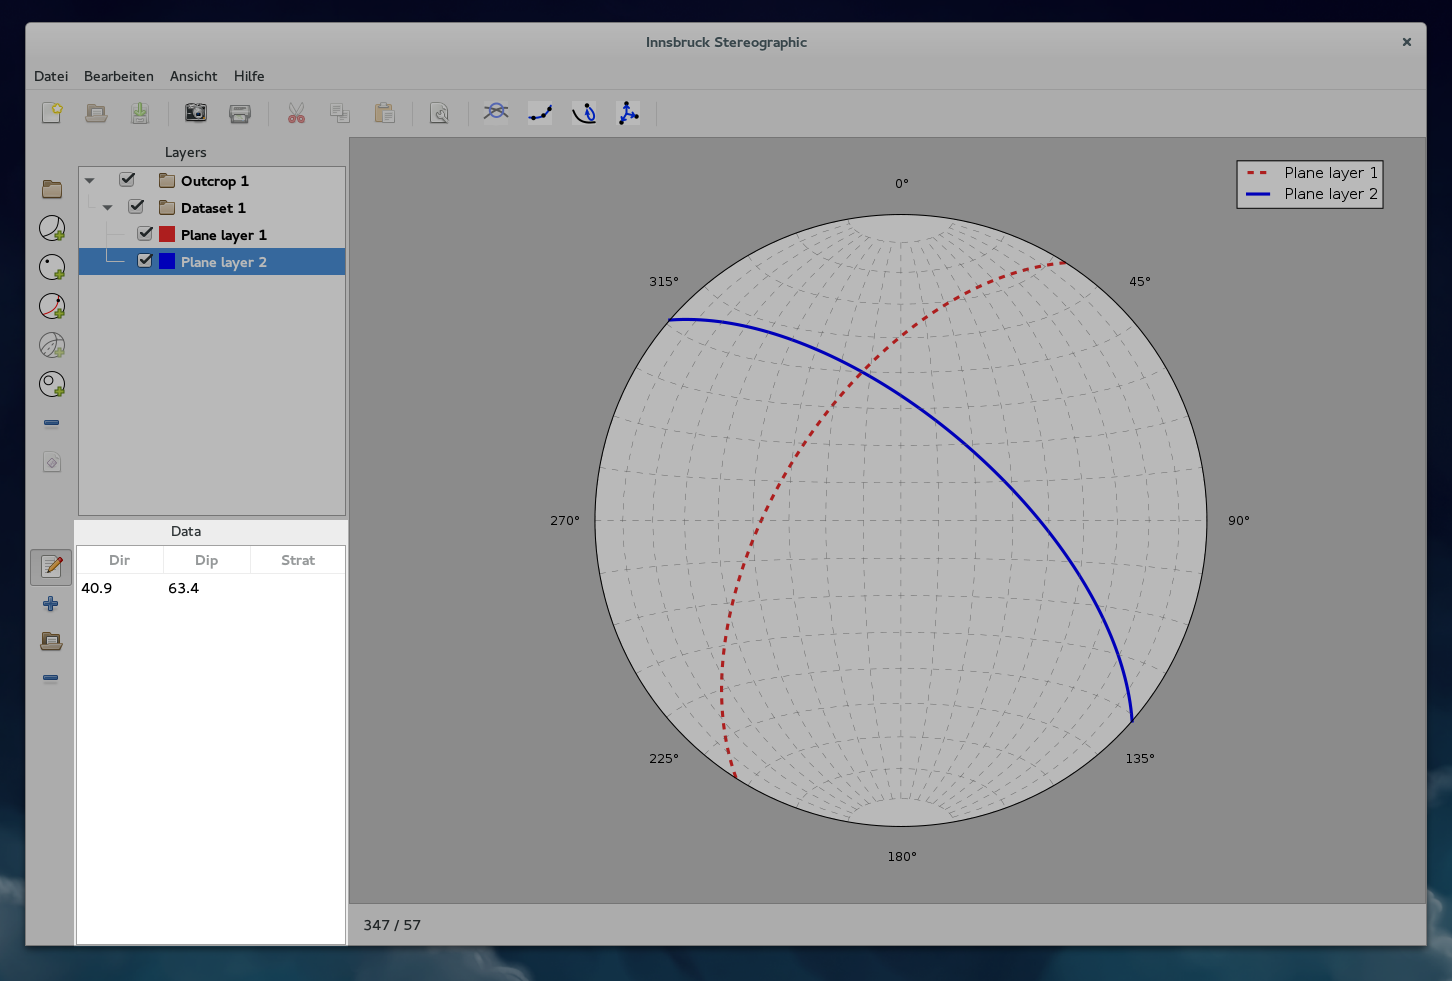 Innsbruck Stereographic
Datei Bearbeiten Ansicht Hilfe
Layers
Outcrop 1
Dataset 1
Plane layer 1
Plane layer 2
Data
Dir Dip Strat
40.9 63.4
Plane layer 1
Plane layer 2
0°
315° 45°
270° 90°
225° 135°
180°
347 / 57